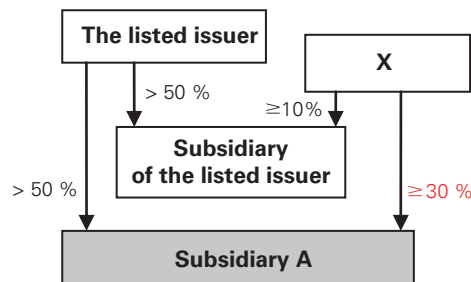 The listed issuer
X
> 50 %
≥10%
Subsidiary
of the listed issuer
> 50 %
≥30 %
Subsidiary A